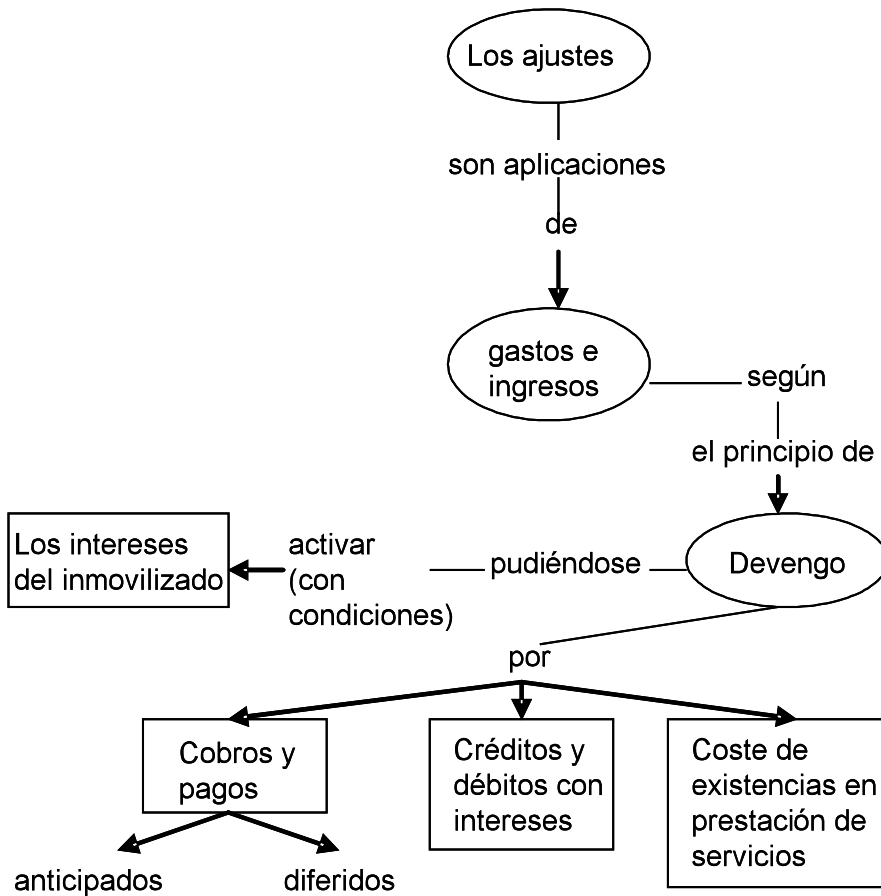 Los ajustes
son aplicaciones
de
gastos e
ingresos
según
el principio de
Devengo
pudiéndose
activar
(con
condiciones)
Los intereses
del inmovilizado
por
Cobros y
pagos
Créditos y
débitos con
intereses
Coste de
existencias en
prestación de
servicios
anticipados
diferidos